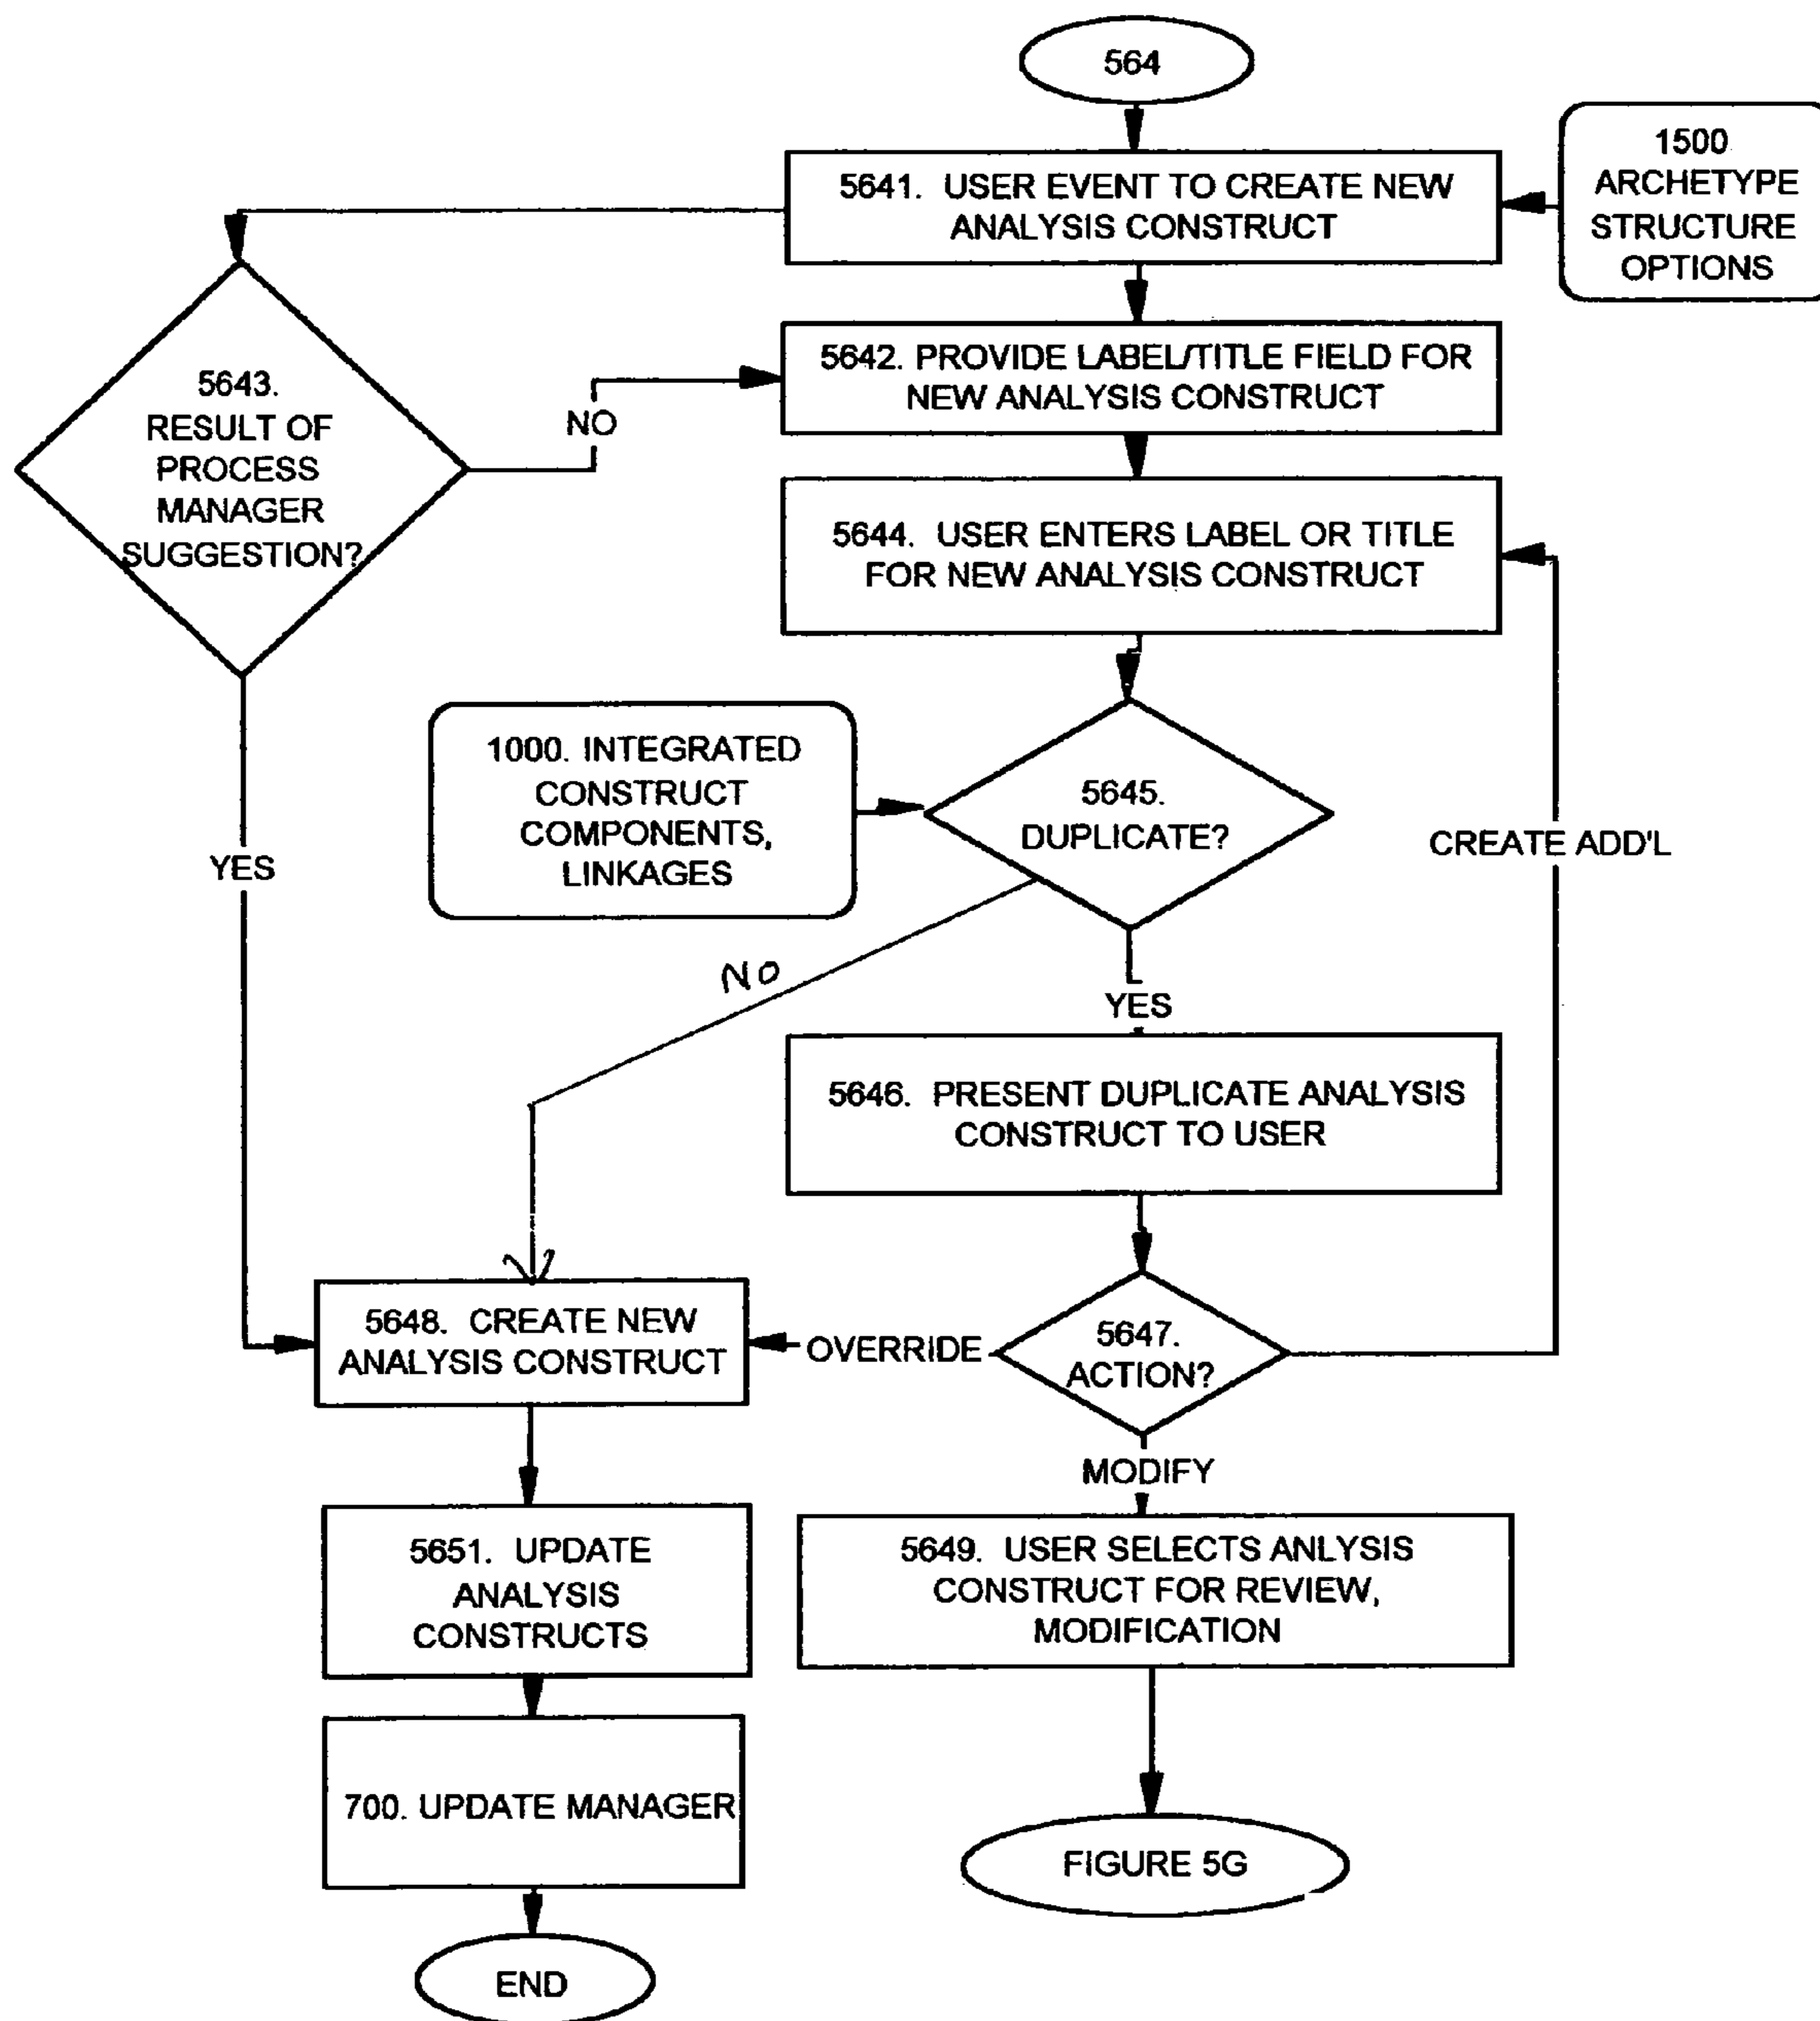 564
1500
ARCHETYPE
STRUCTURE
OPTIONS
5641. USER EVENT TO CREATE NEW
ANALYSIS CONSTRUCT
5642. PROVIDE LABEL/TITLE FIELD FOR
NEW ANALYSIS CONSTRUCT
5643.
RESULT OF
PROCESS
MANAGER
SUGGESTION?
NO
5644. USER ENTERS LABEL OR TITLE
FOR NEW ANALYSIS CONSTRUCT
1000. INTEGRATED
CONSTRUCT
COMPONENTS,
LINKAGES
5645.
DUPLICATE?
CREATE ADD'L
YES
NO
YES
5646. PRESENT DUPLICATE ANALYSIS
CONSTRUCT TO USER
5648. CREATE NEW
ANALYSIS CONSTRUCT
OVERRIDE
5647.
ACTION?
MODIFY
5651. UPDATE
ANALYSIS
CONSTRUCTS
5649. USER SELECTS ANLYSIS
CONSTRUCT FOR REVIEW,
MODIFICATION
700. UPDATE MANAGER
FIGURE 5G
END